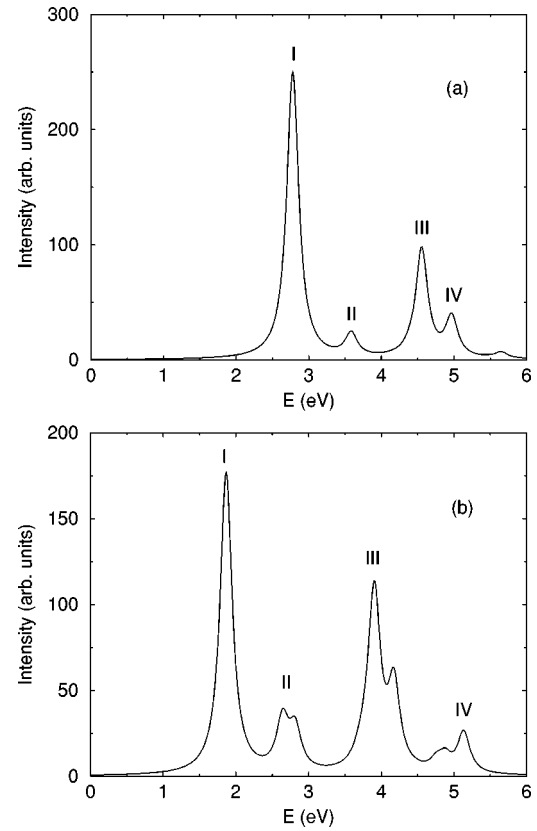 300
I
(a)
200
Intensity (arb. units)
III
100
IV
II
0
0 1 2 3 4 5 6
E (eV)
200
I
(b)
150
III
Intensity (arb. units)
100
II
50
IV
0
0 1 2 3 4 5 6
E (eV)